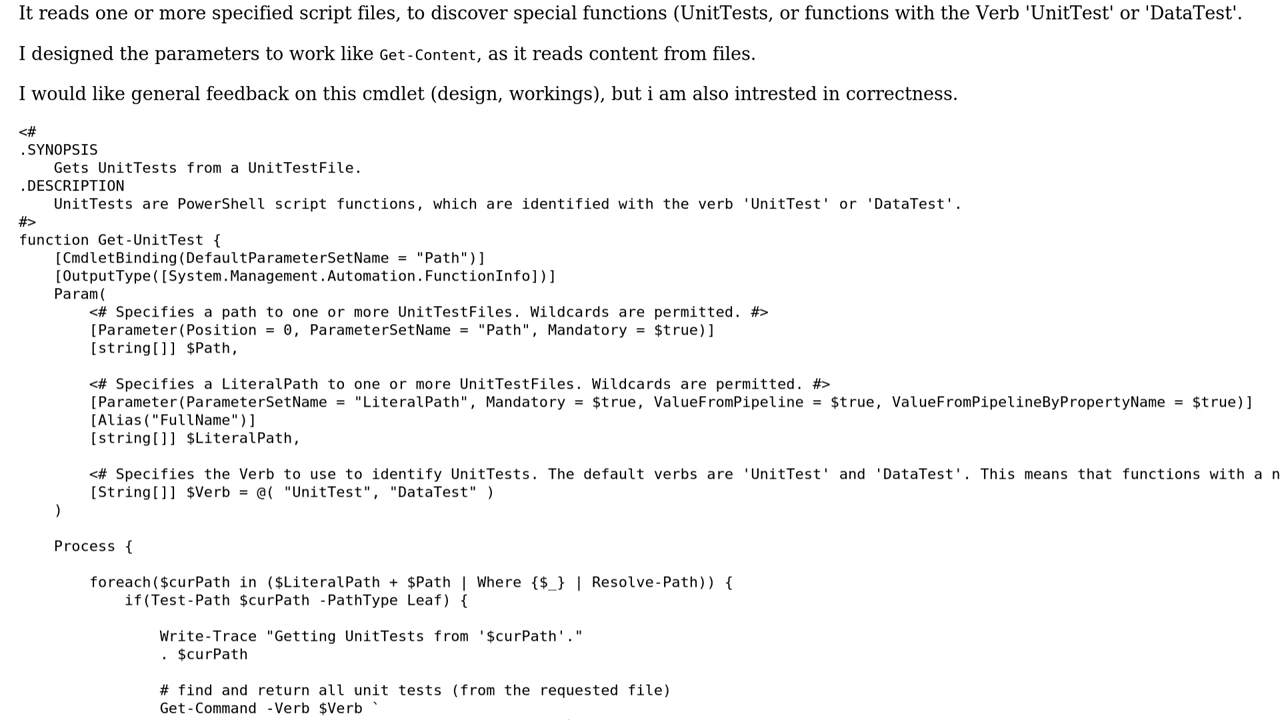 It reads one or more specified script files, to discover special functions (UnitTests, or functions with the Verb 'UnitTest' or 'DataTest'.
I designed the parameters to work like Get-Content, as it reads content from files.
I would like general feedback on this cmdlet (design, workings), but i am also intrested in correctness.
<#
.SYNOPSIS
    Gets UnitTests from a UnitTestFile.
.DESCRIPTION
    UnitTests are PowerShell script functions, which are identified with the verb 'UnitTest' or 'DataTest'.
#>
function Get-UnitTest {
    [CmdletBinding(DefaultParameterSetName = "Path")]
    [OutputType([System.Management.Automation.FunctionInfo])]
    Param(
        <# Specifies a path to one or more UnitTestFiles. Wildcards are permitted. #>
        [Parameter(Position = 0, ParameterSetName = "Path", Mandatory = $true)]
        [string[]] $Path,
        <# Specifies a LiteralPath to one or more UnitTestFiles. Wildcards are permitted. #>
        [Parameter(ParameterSetName = "LiteralPath", Mandatory = $true, ValueFromPipeline = $true, ValueFromPipelineByPropertyName = $true)]
        [Alias("FullName")]
        [string[]] $LiteralPath,
        <# Specifies the Verb to use to identify UnitTests. The default verbs are 'UnitTest' and 'DataTest'. This means that functions with a n
        [String[]] $Verb = @( "UnitTest", "DataTest" )
    )
    Process {
        foreach($curPath in ($LiteralPath + $Path | Where {$_} | Resolve-Path)) {
            if(Test-Path $curPath -PathType Leaf) {
                Write-Trace "Getting UnitTests from '$curPath'."
                . $curPath
                # find and return all unit tests (from the requested file)
                Get-Command -Verb $Verb `